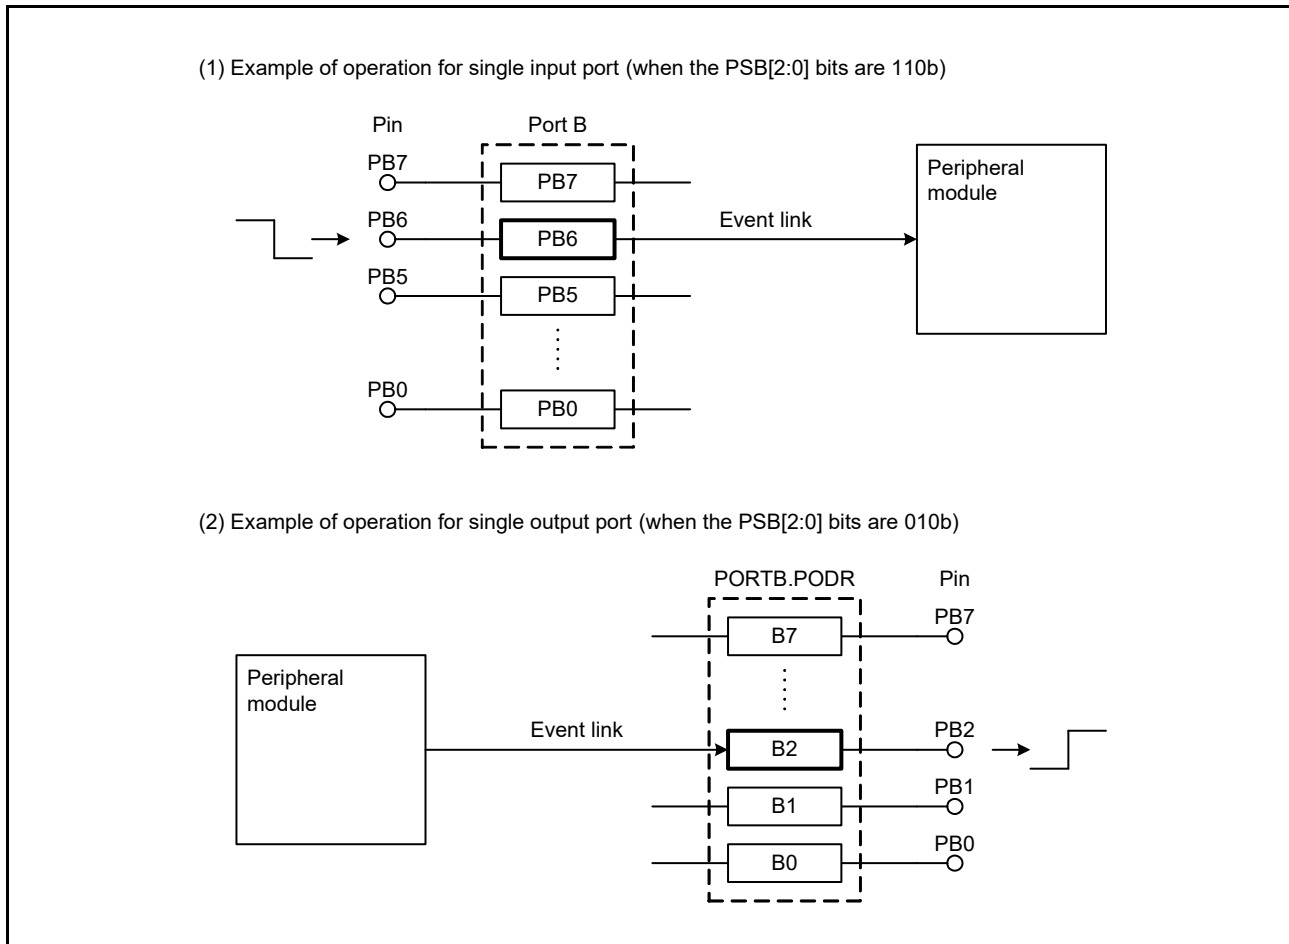 (1) Example of operation for single input port (when the PSB[2:0] bits are 110b)
Pin
Port B
PB7
PB7
PB6
PB6
PB5
PB5
PB0
PB0
Event link
Peripheral
module
(2) Example of operation for single output port (when the PSB[2:0] bits are 010b)
Peripheral
module
Event link
PORTB.PODR
Pin
B7
PB7
B2
PB2
B1
PB1
B0
PB0